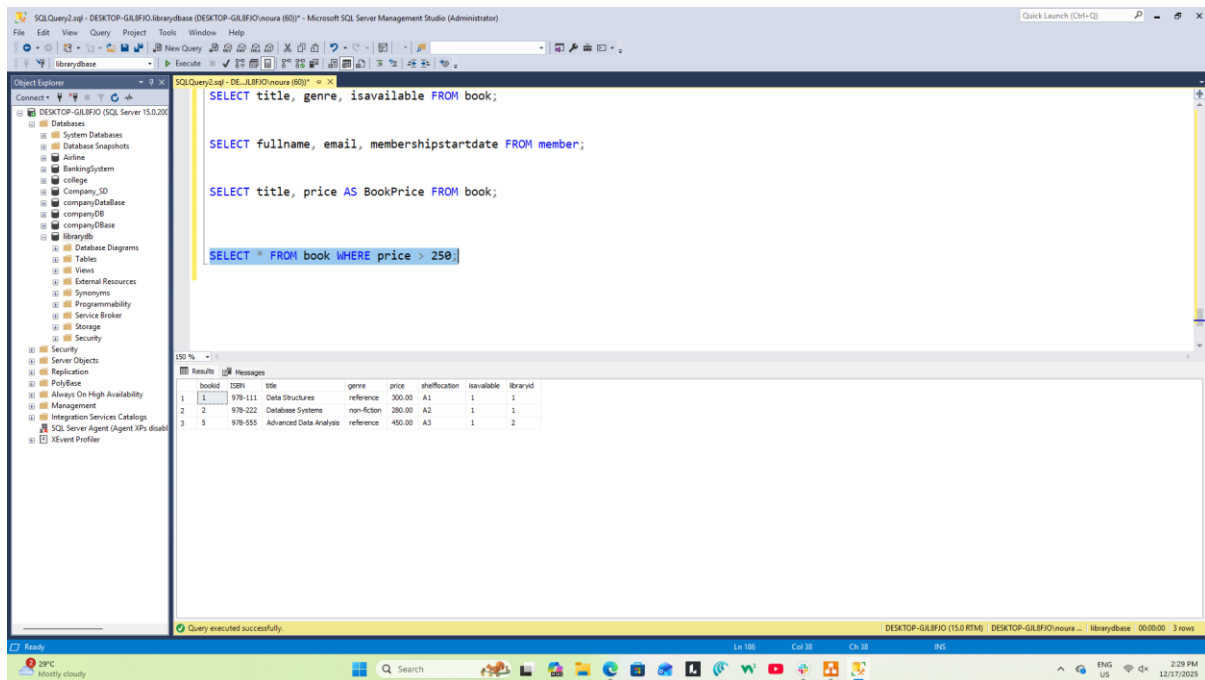 SQLQuery2.sql - DESKTOP-GJL8FJO.librarydbase (DESKTOP-GJL8FJO\noura (60))* - Microsoft SQL Server Management Studio (Administrator)
Quick Launch (Ctrl+Q)
File Edit View Query Project Tools Window Help
New Query
librarydbase
Execute
Object Explorer
SQLQuery2.sql - DE...JL8FJO\noura (60))*
Connect
DESKTOP-GJL8FJO (SQL Server 15.0.200
Databases
System Databases
Database Snapshots
Airline
BankingSystem
college
Company_SD
companyDataBase
companyDB
companyDBase
librarydb
Database Diagrams
Tables
Views
External Resources
Synonyms
Programmability
Service Broker
Storage
Security
Security
Server Objects
Replication
PolyBase
Always On High Availability
Management
Integration Services Catalogs
SQL Server Agent (Agent XPs disabl
XEvent Profiler
SELECT title, genre, isavailable FROM book;
SELECT fullname, email, membershipstartdate FROM member;
SELECT title, price AS BookPrice FROM book;
SELECT * FROM book WHERE price > 250;
150 %
Results Messages
bookid ISBN title genre price shelflocation isavailable libraryid
1 1 978-111 Data Structures reference 300.00 A1 1 1
2 2 978-222 Database Systems non-fiction 280.00 A2 1 1
3 5 978-555 Advanced Data Analysis reference 450.00 A3 1 2
Query executed successfully.
DESKTOP-GJL8FJO (15.0 RTM) DESKTOP-GJL8FJO\noura ... librarydbase 00:00:00 3 rows
Ready
Ln 186 Col 38 Ch 38 INS
2
29°C
Mostly cloudy
Search
ENG
US
2:29 PM
12/17/2025